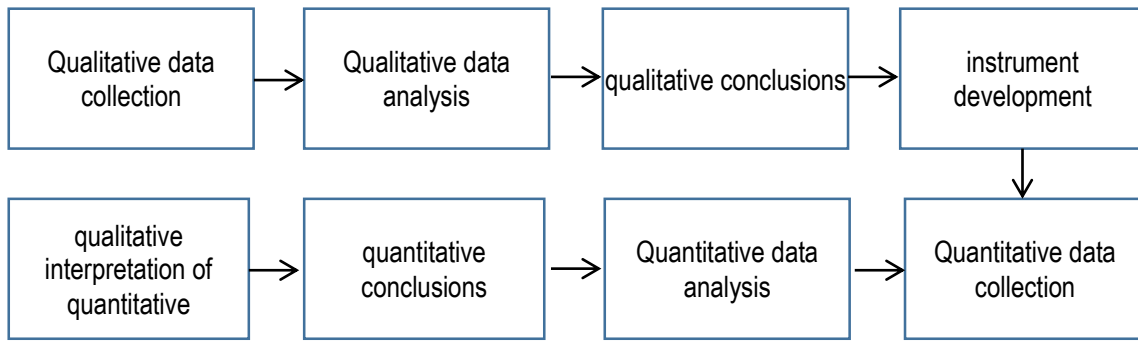 Qualitative data
collection
Qualitative data
analysis
qualitative conclusions
instrument
development
qualitative
interpretation of
quantitative
quantitative
conclusions
Quantitative data
analysis
Quantitative data
collection